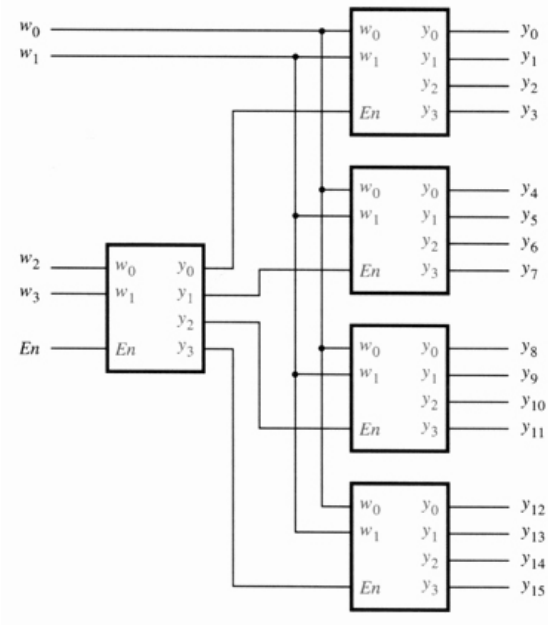 w0 w0 y0 y0
w1 w1 y1 y1
y2 y2
En y3 y3
w0 y0 y4
w1 y1 y5
y2 y6
En y3 y7
w2 w0 y0
w3 w1 y1
y2
En En y3
w0 y0 y8
w1 y1 y9
y2 y10
En y3 y11
w0 y0 y12
w1 y1 y13
y2 y14
En y3 y15